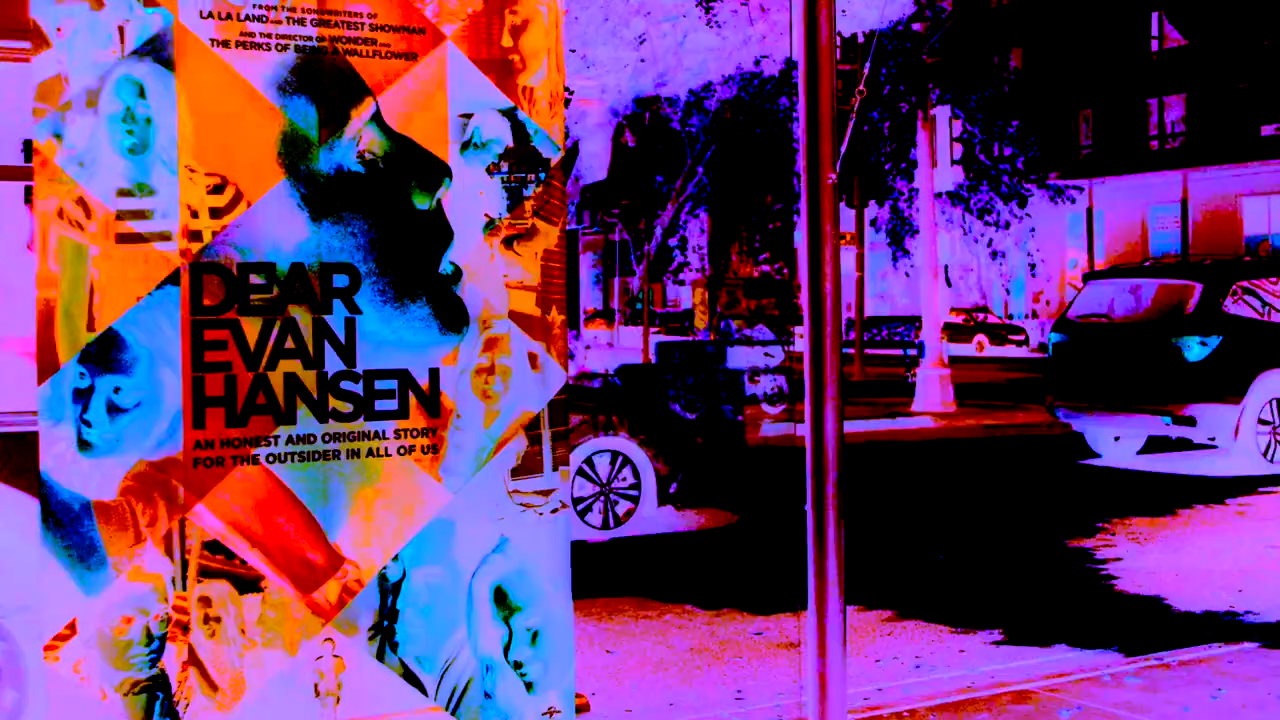 FROM THE SONGWRITERS OF
LA LA LAND AND THE GREATEST SHOWMAN
AND THE DIRECTOR OF WONDER AND
THE PERKS OF BEING A WALLFLOWER
DEAR
EVAN
HANSEN
AN HONEST AND ORIGINAL STORY
FOR THE OUTSIDER IN ALL OF US